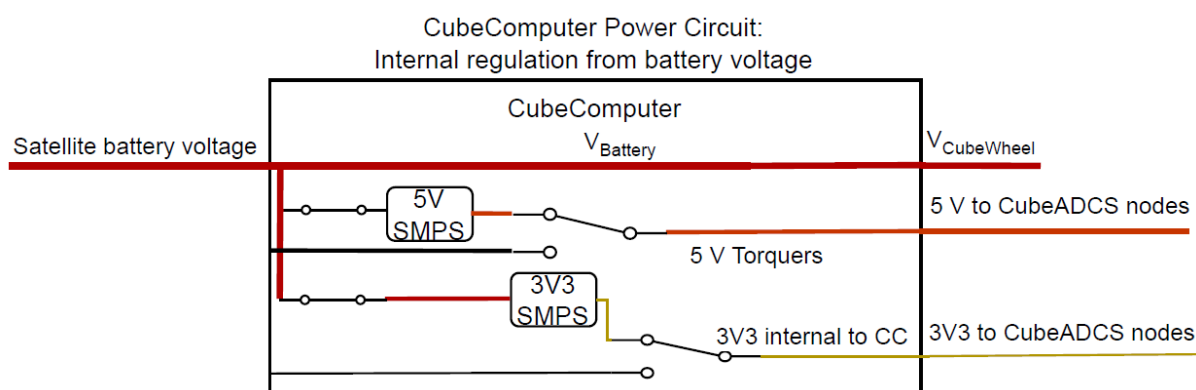 CubeComputer Power Circuit:
Internal regulation from battery voltage
CubeComputer
Satellite battery voltage
VBattery
VCubeWheel
5V
SMPS
5 V to CubeADCS nodes
5 V Torquers
3V3
SMPS
3V3 internal to CC
3V3 to CubeADCS nodes